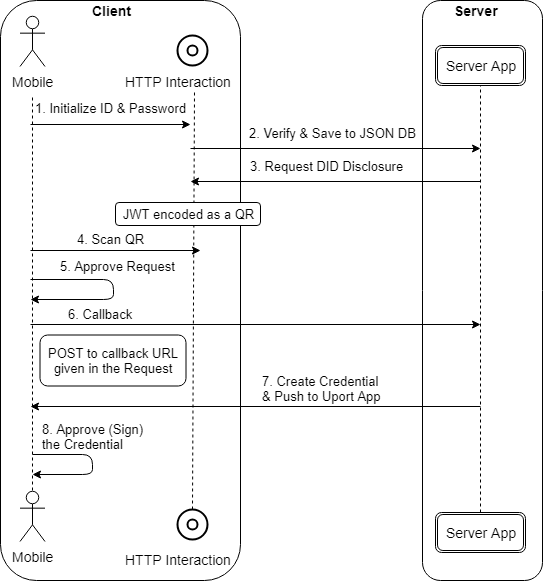 Client
Server
Mobile
HTTP Interaction
Server App
1. Initialize ID & Password
2. Verify & Save to JSON DB
3. Request DID Disclosure
JWT encoded as a QR
4. Scan QR
5. Approve Request
6. Callback
POST to callback URL
given in the Request
7. Create Credential
& Push to Uport App
8. Approve (Sign)
the Credential
Mobile
HTTP Interaction
Server App